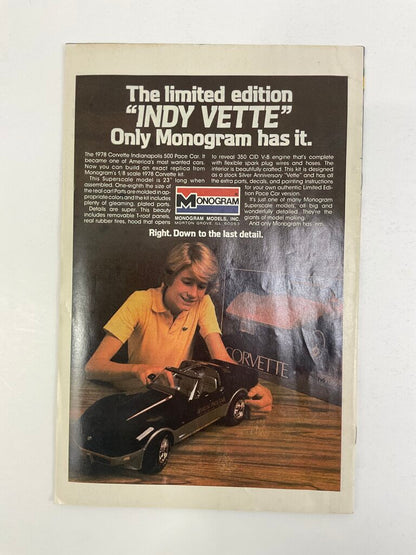 The limited edition
“INDY VETTE”
Only Monogram has it.
The 1978 Corvette Indianapolis 500 Pace Car. It
became one of America's most wanted cars.
Now you can build an exact replica from
Monogram's 1/8 scale 1978 Corvette kit.
This Superscale model is 23" long when
assembled. One-eighth the size of
the real car! Parts are molded in ap-
propriate colors and the kit includes
plenty of gleaming, plated parts.
Details are super. This beauty
includes removable T-roof panels,
real rubber tires, hood that opens
to reveal 350 CID V-8 engine that's complete
with flexible spark plug wires and hoses. The
interior is beautifully crafted. This kit is designed
as a stock Silver Anniversary 'Vette' and has all
the extra parts, decals, and painting instructions
for your own authentic Limited Edi-
tion Pace Car version.
It's just one of many Monogram
Superscale models, all big and
wonderfully detailed. They're the
giants of model making.
And only Monogram has
MONOGRAM
MONOGRAM MODELS, INC.
MORTON GROVE, ILL. 60053
Right. Down to the last detail.
CORVETTE